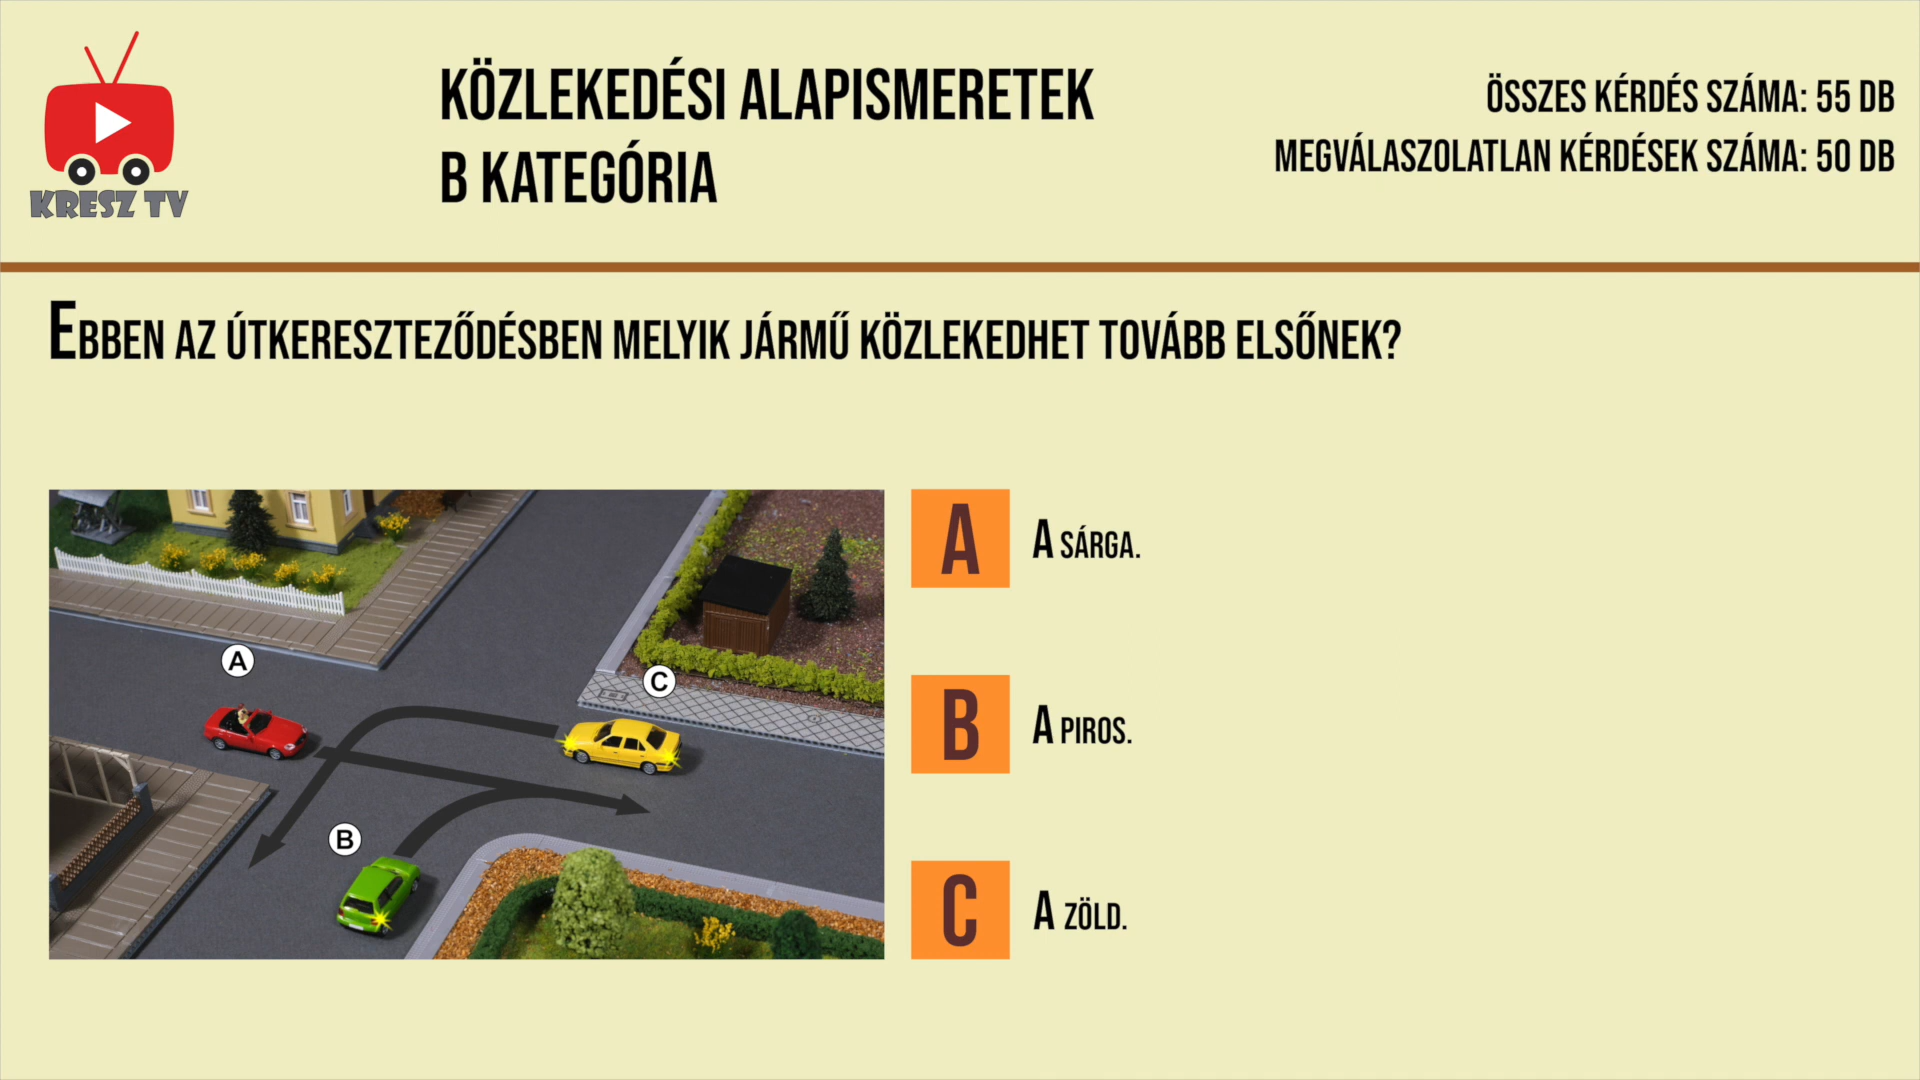 KRESZ TV
KÖZLEKEDÉSI ALAPISMERETEK
B KATEGÓRIA
ÖSSZES KÉRDÉS SZÁMA: 55 DB
MEGVÁLASZOLATLAN KÉRDÉSEK SZÁMA: 50 DB
EBBEN AZ ÚTKERESZTEZŐDÉSBEN MELYIK JÁRMŰ KÖZLEKEDHET TOVÁBB ELSŐNEK?
A
C
B
A A SÁRGA.
B A PIROS.
C A ZÖLD.